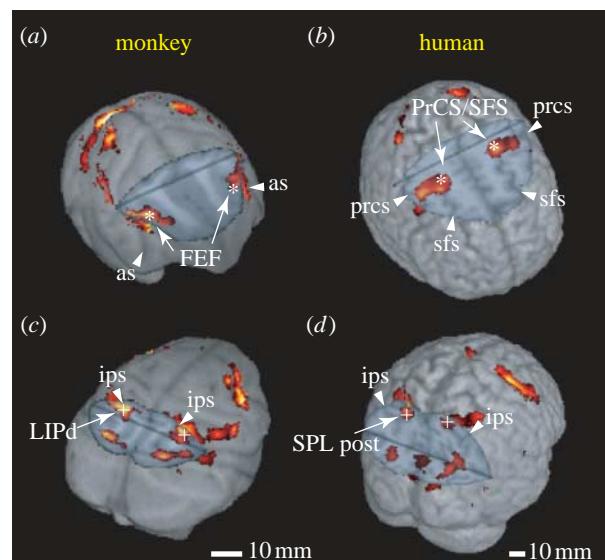 (a) monkey
(b) human
PrCS/SFS
prcs
as
prcs
sfs
sfs
FEF
as
(c)
(d)
ips
ips
LIPd
ips
ips
SPL post
10 mm
10 mm